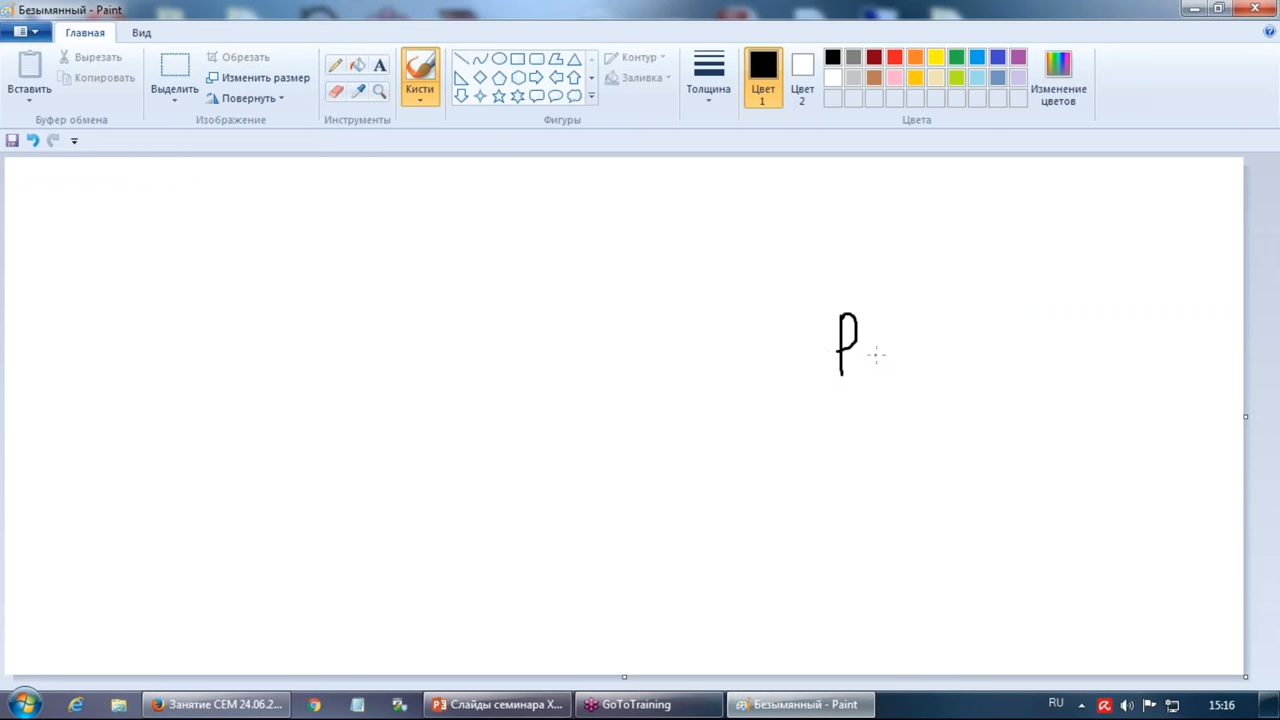 Безымянный - Paint
Главная Вид
Вставить
Вырезать
Копировать
Буфер обмена
Выделить
Обрезать
Изменить размер
Повернуть
Изображение
Инструменты
Кисти
Контур
Заливка
Фигуры
Толщина
Цвет 1
Цвет 2
Изменение цветов
Цвета
P
Занятие СЕМ 24.06.2... Слайды семинара X... GoToTraining Безымянный - Paint RU 15:16